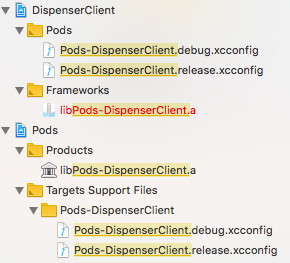 DispenserClient
Pods
Pods-DispenserClient.debug.xcconfig
Pods-DispenserClient.release.xcconfig
Frameworks
libPods-DispenserClient.a
Pods
Products
libPods-DispenserClient.a
Targets Support Files
Pods-DispenserClient
Pods-DispenserClient.debug.xcconfig
Pods-DispenserClient.release.xcconfig